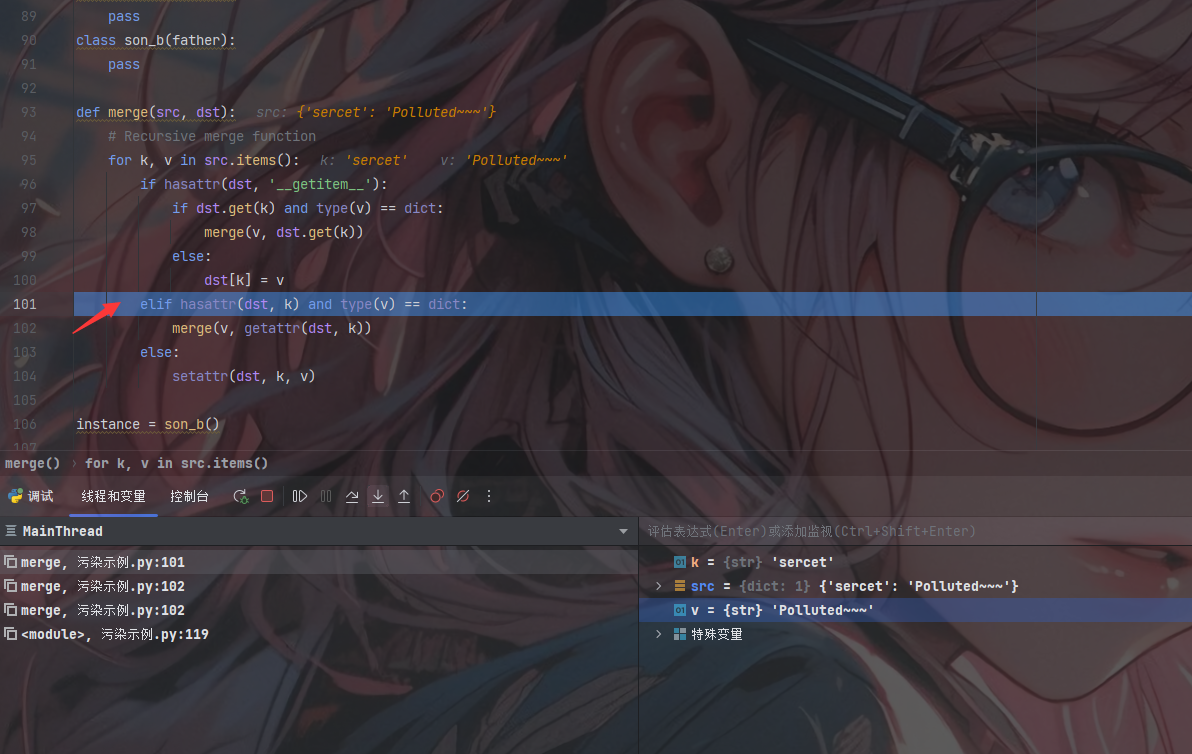 89 pass
90 class son_b(father):
91 pass
92
93 def merge(src, dst): src: {'sercet': 'Polluted~~~'}
94 # Recursive merge function
95 for k, v in src.items(): k: 'sercet' v: 'Polluted~~~'
96 if hasattr(dst, '__getitem__'):
97 if dst.get(k) and type(v) == dict:
98 merge(v, dst.get(k))
99 else:
100 dst[k] = v
101 elif hasattr(dst, k) and type(v) == dict:
102 merge(v, getattr(dst, k))
103 else:
104 setattr(dst, k, v)
105
106 instance = son_b()
107
merge() › for k, v in src.items()
调试 线程和变量 控制台
MainThread
评估表达式(Enter)或添加监视(Ctrl+Shift+Enter)
merge, 污染示例.py:101
k = {str} 'sercet'
merge, 污染示例.py:102
src = {dict: 1} {'sercet': 'Polluted~~~'}
merge, 污染示例.py:102
v = {str} 'Polluted~~~'
<module>, 污染示例.py:119
特殊变量